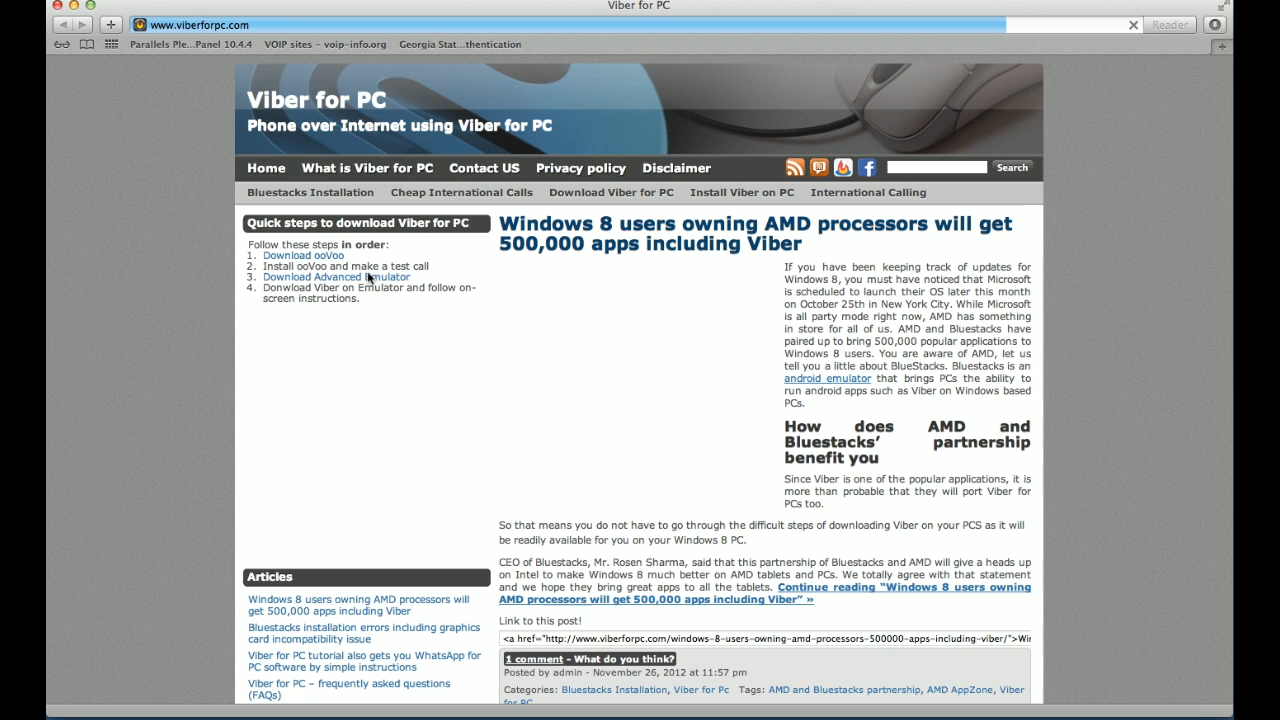 Viber for PC
www.viberforpc.com
Reader
Parallels Ple...Panel 10.4.4 VOIP sites – voip-info.org Georgia Stat...thentication
Viber for PC
Phone over Internet using Viber for PC
Home What is Viber for PC Contact US Privacy policy Disclaimer Search
Bluestacks Installation Cheap International Calls Download Viber for PC Install Viber on PC International Calling
Quick steps to download Viber for PC
Follow these steps in order:
1. Download ooVoo
2. Install ooVoo and make a test call
3. Download Advanced Emulator
4. Donwload Viber on Emulator and follow on-
screen instructions.
Articles
Windows 8 users owning AMD processors will
get 500,000 apps including Viber
Bluestacks installation errors including graphics
card incompatibility issue
Viber for PC tutorial also gets you WhatsApp for
PC software by simple instructions
Viber for PC – frequently asked questions
(FAQs)
Windows 8 users owning AMD processors will get
500,000 apps including Viber
If you have been keeping track of updates for
Windows 8, you must have noticed that Microsoft
is scheduled to launch their OS later this month
on October 25th in New York City. While Microsoft
is all party mode right now, AMD has something
in store for all of us. AMD and Bluestacks have
paired up to bring 500,000 popular applications to
Windows 8 users. You are aware of AMD, let us
tell you a little about BlueStacks. Bluestacks is an
android emulator that brings PCs the ability to
run android apps such as Viber on Windows based
PCs.
How does AMD and
Bluestacks’ partnership
benefit you
Since Viber is one of the popular applications, it is
more than probable that they will port Viber for
PCs too.
So that means you do not have to go through the difficult steps of downloading Viber on your PCS as it will
be readily available for you on your Windows 8 PC.
CEO of Bluestacks, Mr. Rosen Sharma, said that this partnership of Bluestacks and AMD will give a heads up
on Intel to make Windows 8 much better on AMD tablets and PCs. We totally agree with that statement
and we hope they bring great apps to all the tablets. Continue reading “Windows 8 users owning
AMD processors will get 500,000 apps including Viber” »
Link to this post!
<a href="http://www.viberforpc.com/windows-8-users-owning-amd-processors-500000-apps-including-viber/">Win
1 comment - What do you think?
Posted by admin - November 26, 2012 at 11:57 pm
Categories: Bluestacks Installation, Viber for Pc Tags: AMD and Bluestacks partnership, AMD AppZone, Viber
for PC